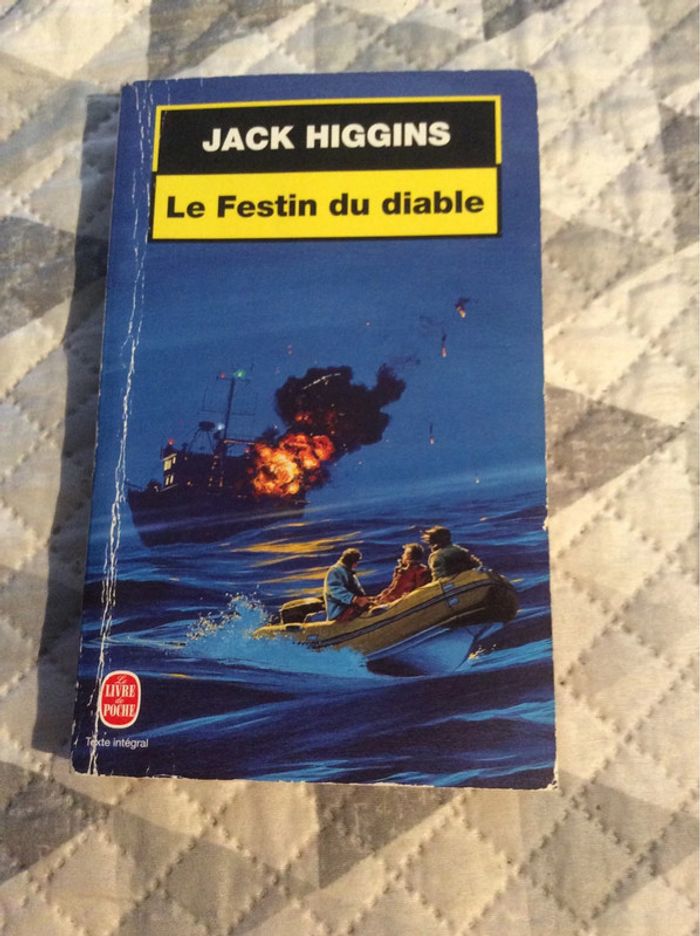 JACK HIGGINS
Le Festin du diable
Le
LIVRE
de
POCHE
Texte intégral